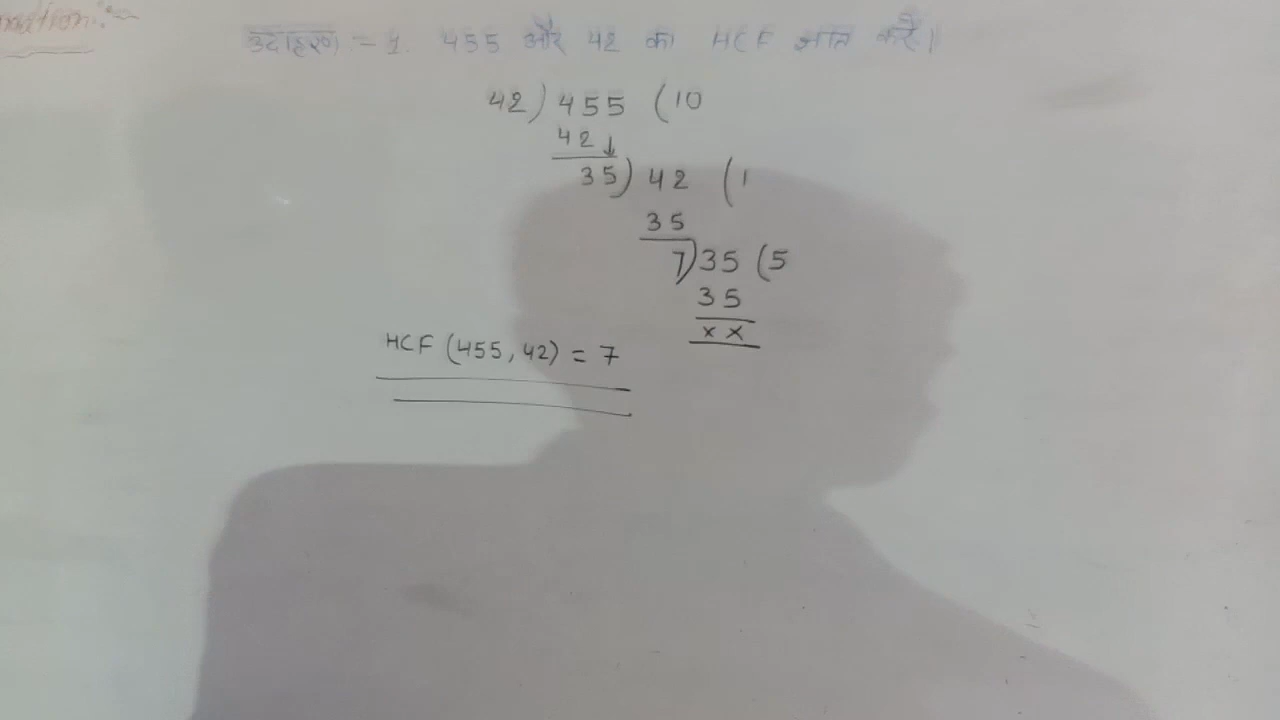 उदाहरण = 1. 455 और 42 का HCF ज्ञात करें।
42) 455 (10
42↓
35) 42 (1
35
7) 35 (5
35
x x
HCF (455, 42) = 7